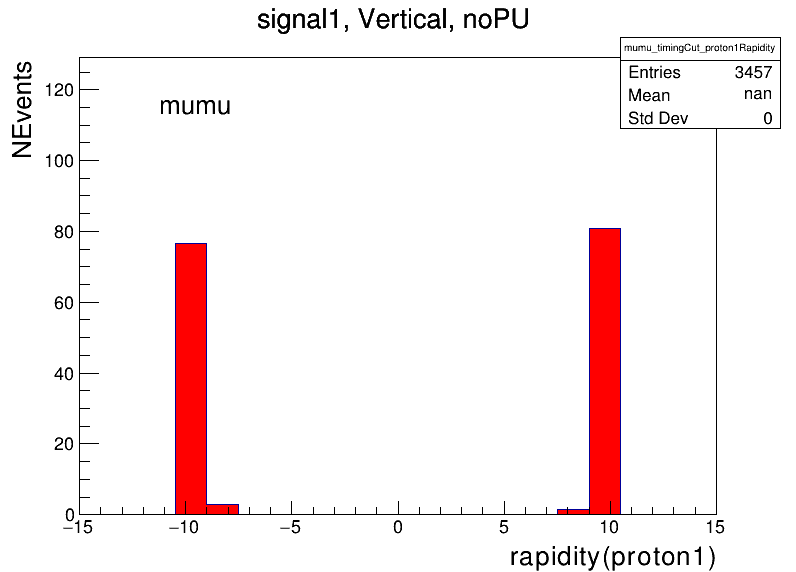 signal1, Vertical, noPU
mumu_timingCut_proton1Rapidity
Entries 3457
Mean nan
Std Dev 0
NEvents
mumu
120
100
80
60
40
20
0
−15 −10 −5 0 5 10 15
rapidity(proton1)